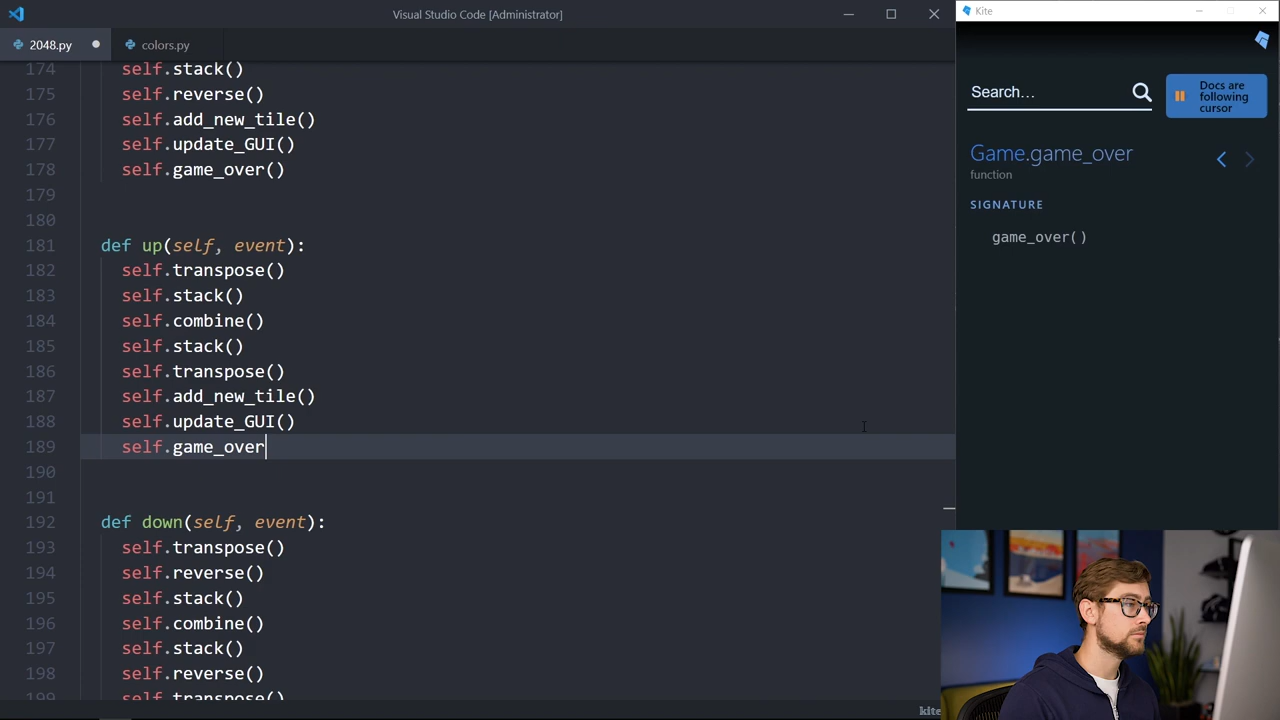 Visual Studio Code [Administrator]
2048.py
colors.py
174 self.stack()
175 self.reverse()
176 self.add_new_tile()
177 self.update_GUI()
178 self.game_over()
179
180
181 def up(self, event):
182 self.transpose()
183 self.stack()
184 self.combine()
185 self.stack()
186 self.transpose()
187 self.add_new_tile()
188 self.update_GUI()
189 self.game_over
190
191
192 def down(self, event):
193 self.transpose()
194 self.reverse()
195 self.stack()
196 self.combine()
197 self.stack()
198 self.reverse()
199 self.transpose()
kite
Kite
Search...
Docs are
following
cursor
Game.game_over
function
SIGNATURE
game_over()